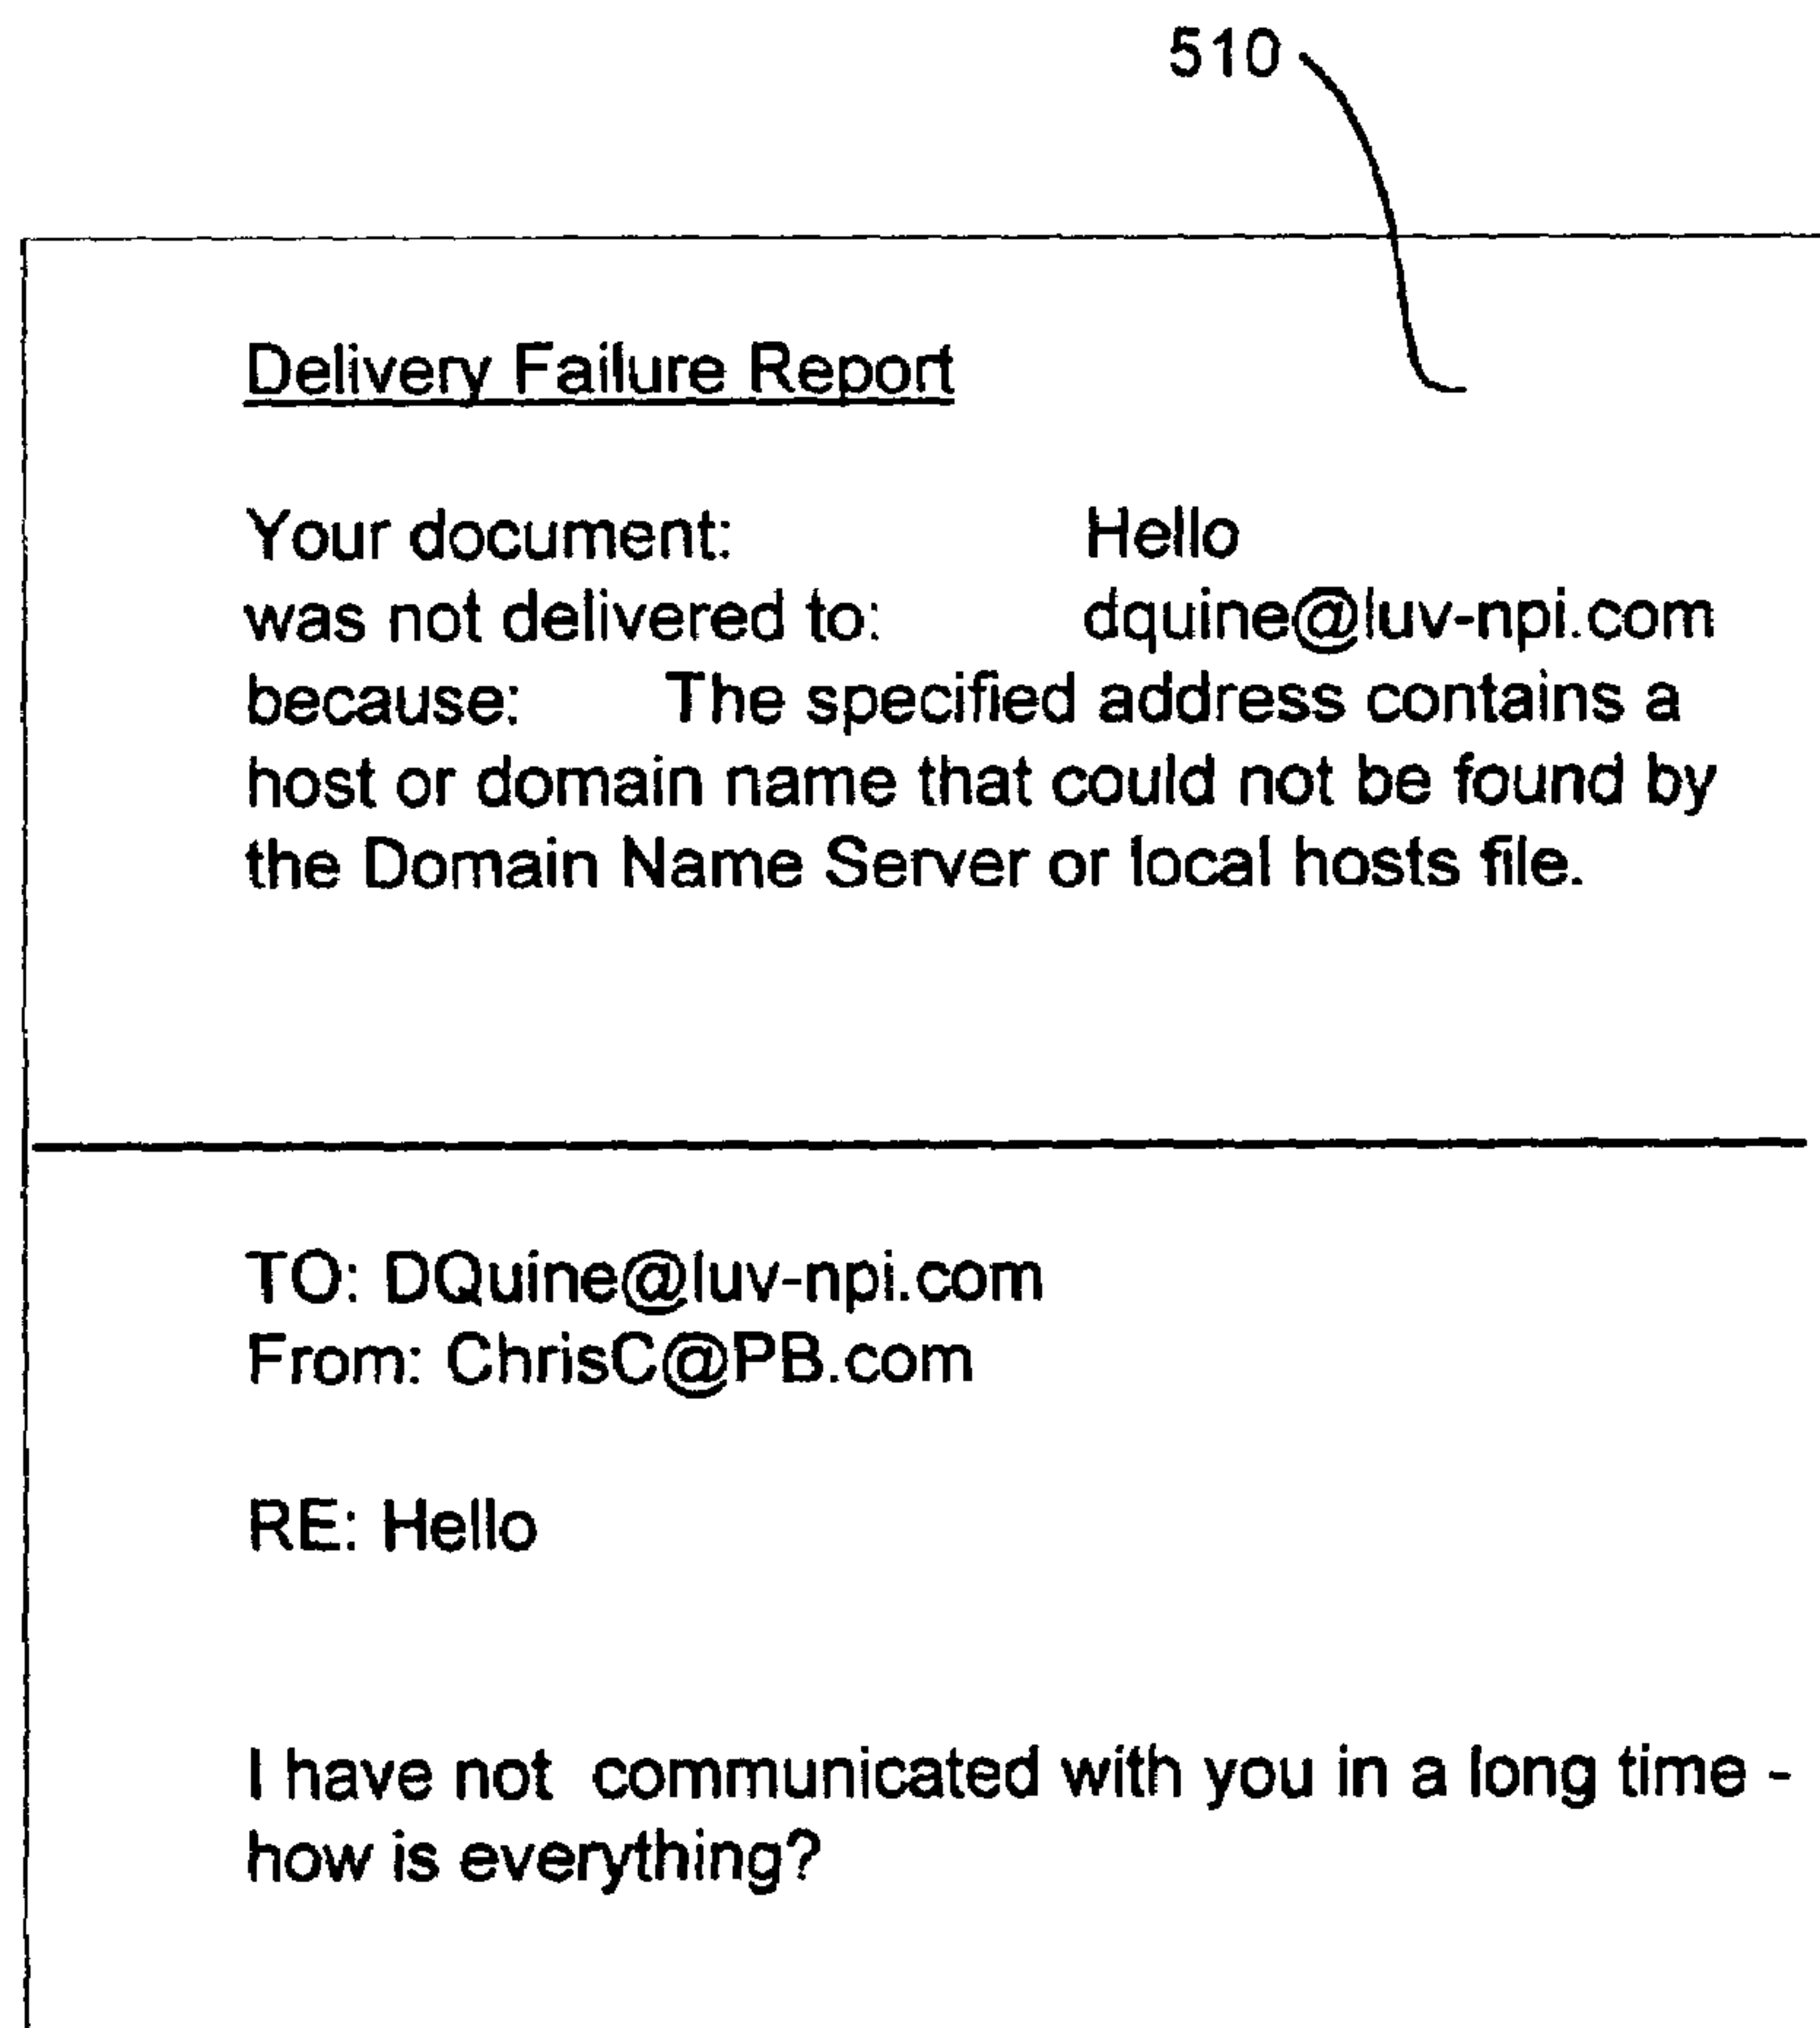 510
Delivery Failure Report
Your document: Hello
was not delivered to: dquine@luv-npi.com
because: The specified address contains a
host or domain name that could not be found by
the Domain Name Server or local hosts file.
TO: DQuine@luv-npi.com
From: ChrisC@PB.com
RE: Hello
I have not communicated with you in a long time -
how is everything?